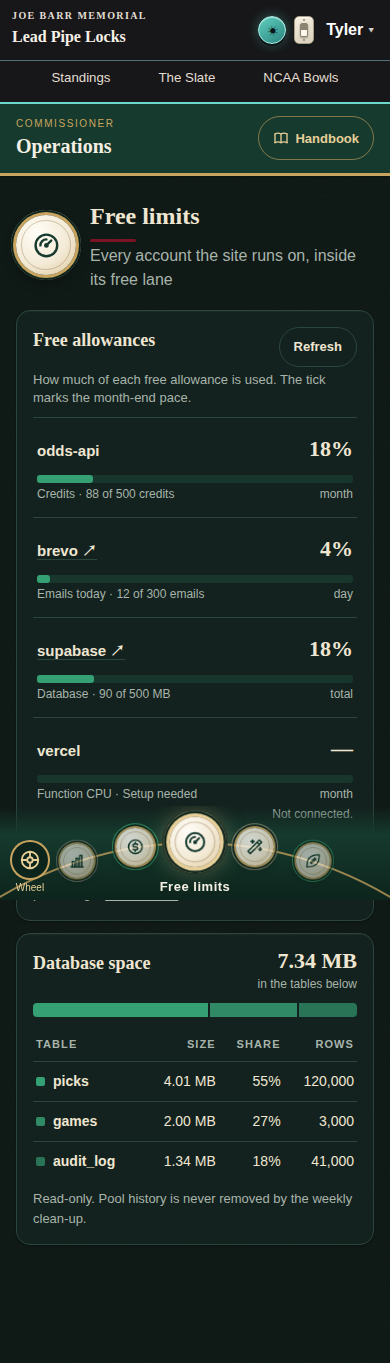 JOE BARR MEMORIAL
Lead Pipe Locks
Tyler
Standings The Slate NCAA Bowls
COMMISSIONER
Operations
Handbook
Free limits
Every account the site runs on, inside
its free lane
Free allowances
Refresh
How much of each free allowance is used. The tick
marks the month-end pace.
odds-api 18%
Credits · 88 of 500 credits month
brevo ↗ 4%
Emails today · 12 of 300 emails day
supabase ↗ 18%
Database · 90 of 500 MB total
vercel —
Function CPU · Setup needed month
Not connected.
Wheel
Free limits
Database space 7.34 MB
in the tables below
TABLE SIZE SHARE ROWS
picks 4.01 MB 55% 120,000
games 2.00 MB 27% 3,000
audit_log 1.34 MB 18% 41,000
Read-only. Pool history is never removed by the weekly
clean-up.